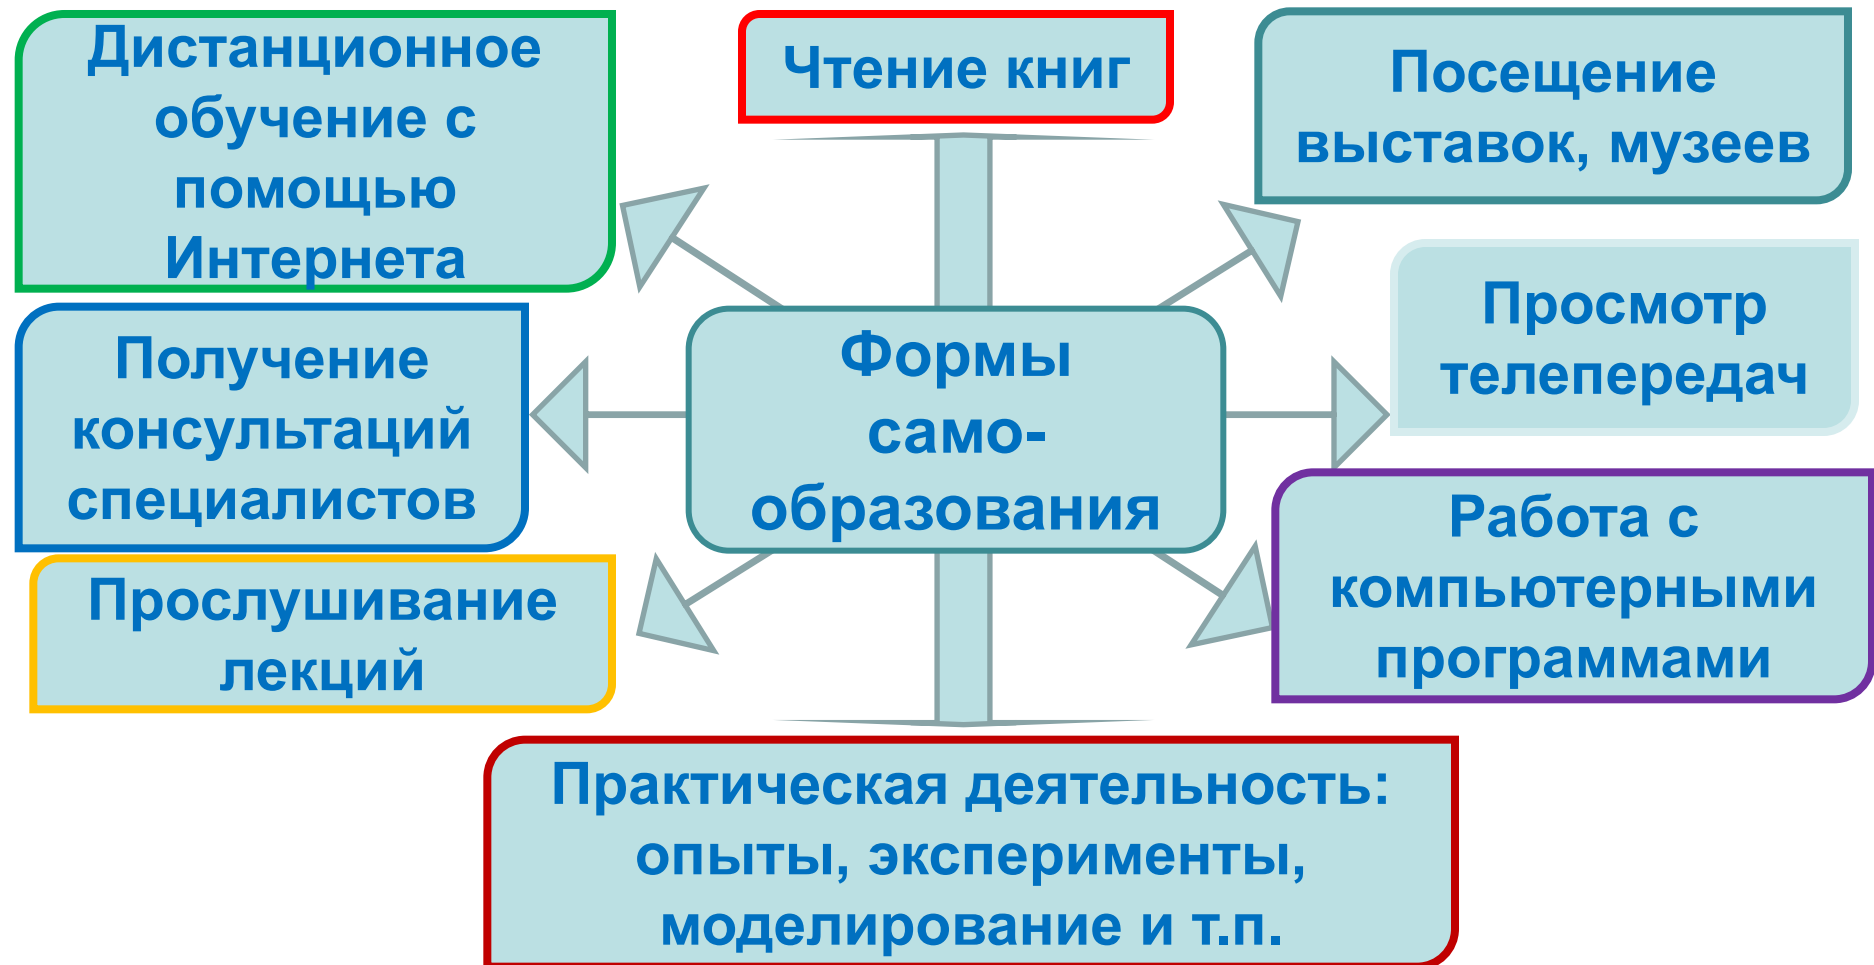 Дистанционное
обучение с
помощью
Интернета
Чтение книг
Посещение
выставок, музеев
Получение
консультаций
специалистов
Формы
само-
образования
Просмотр
телепередач
Прослушивание
лекций
Работа с
компьютерными
программами
Практическая деятельность:
опыты, эксперименты,
моделирование и т.п.